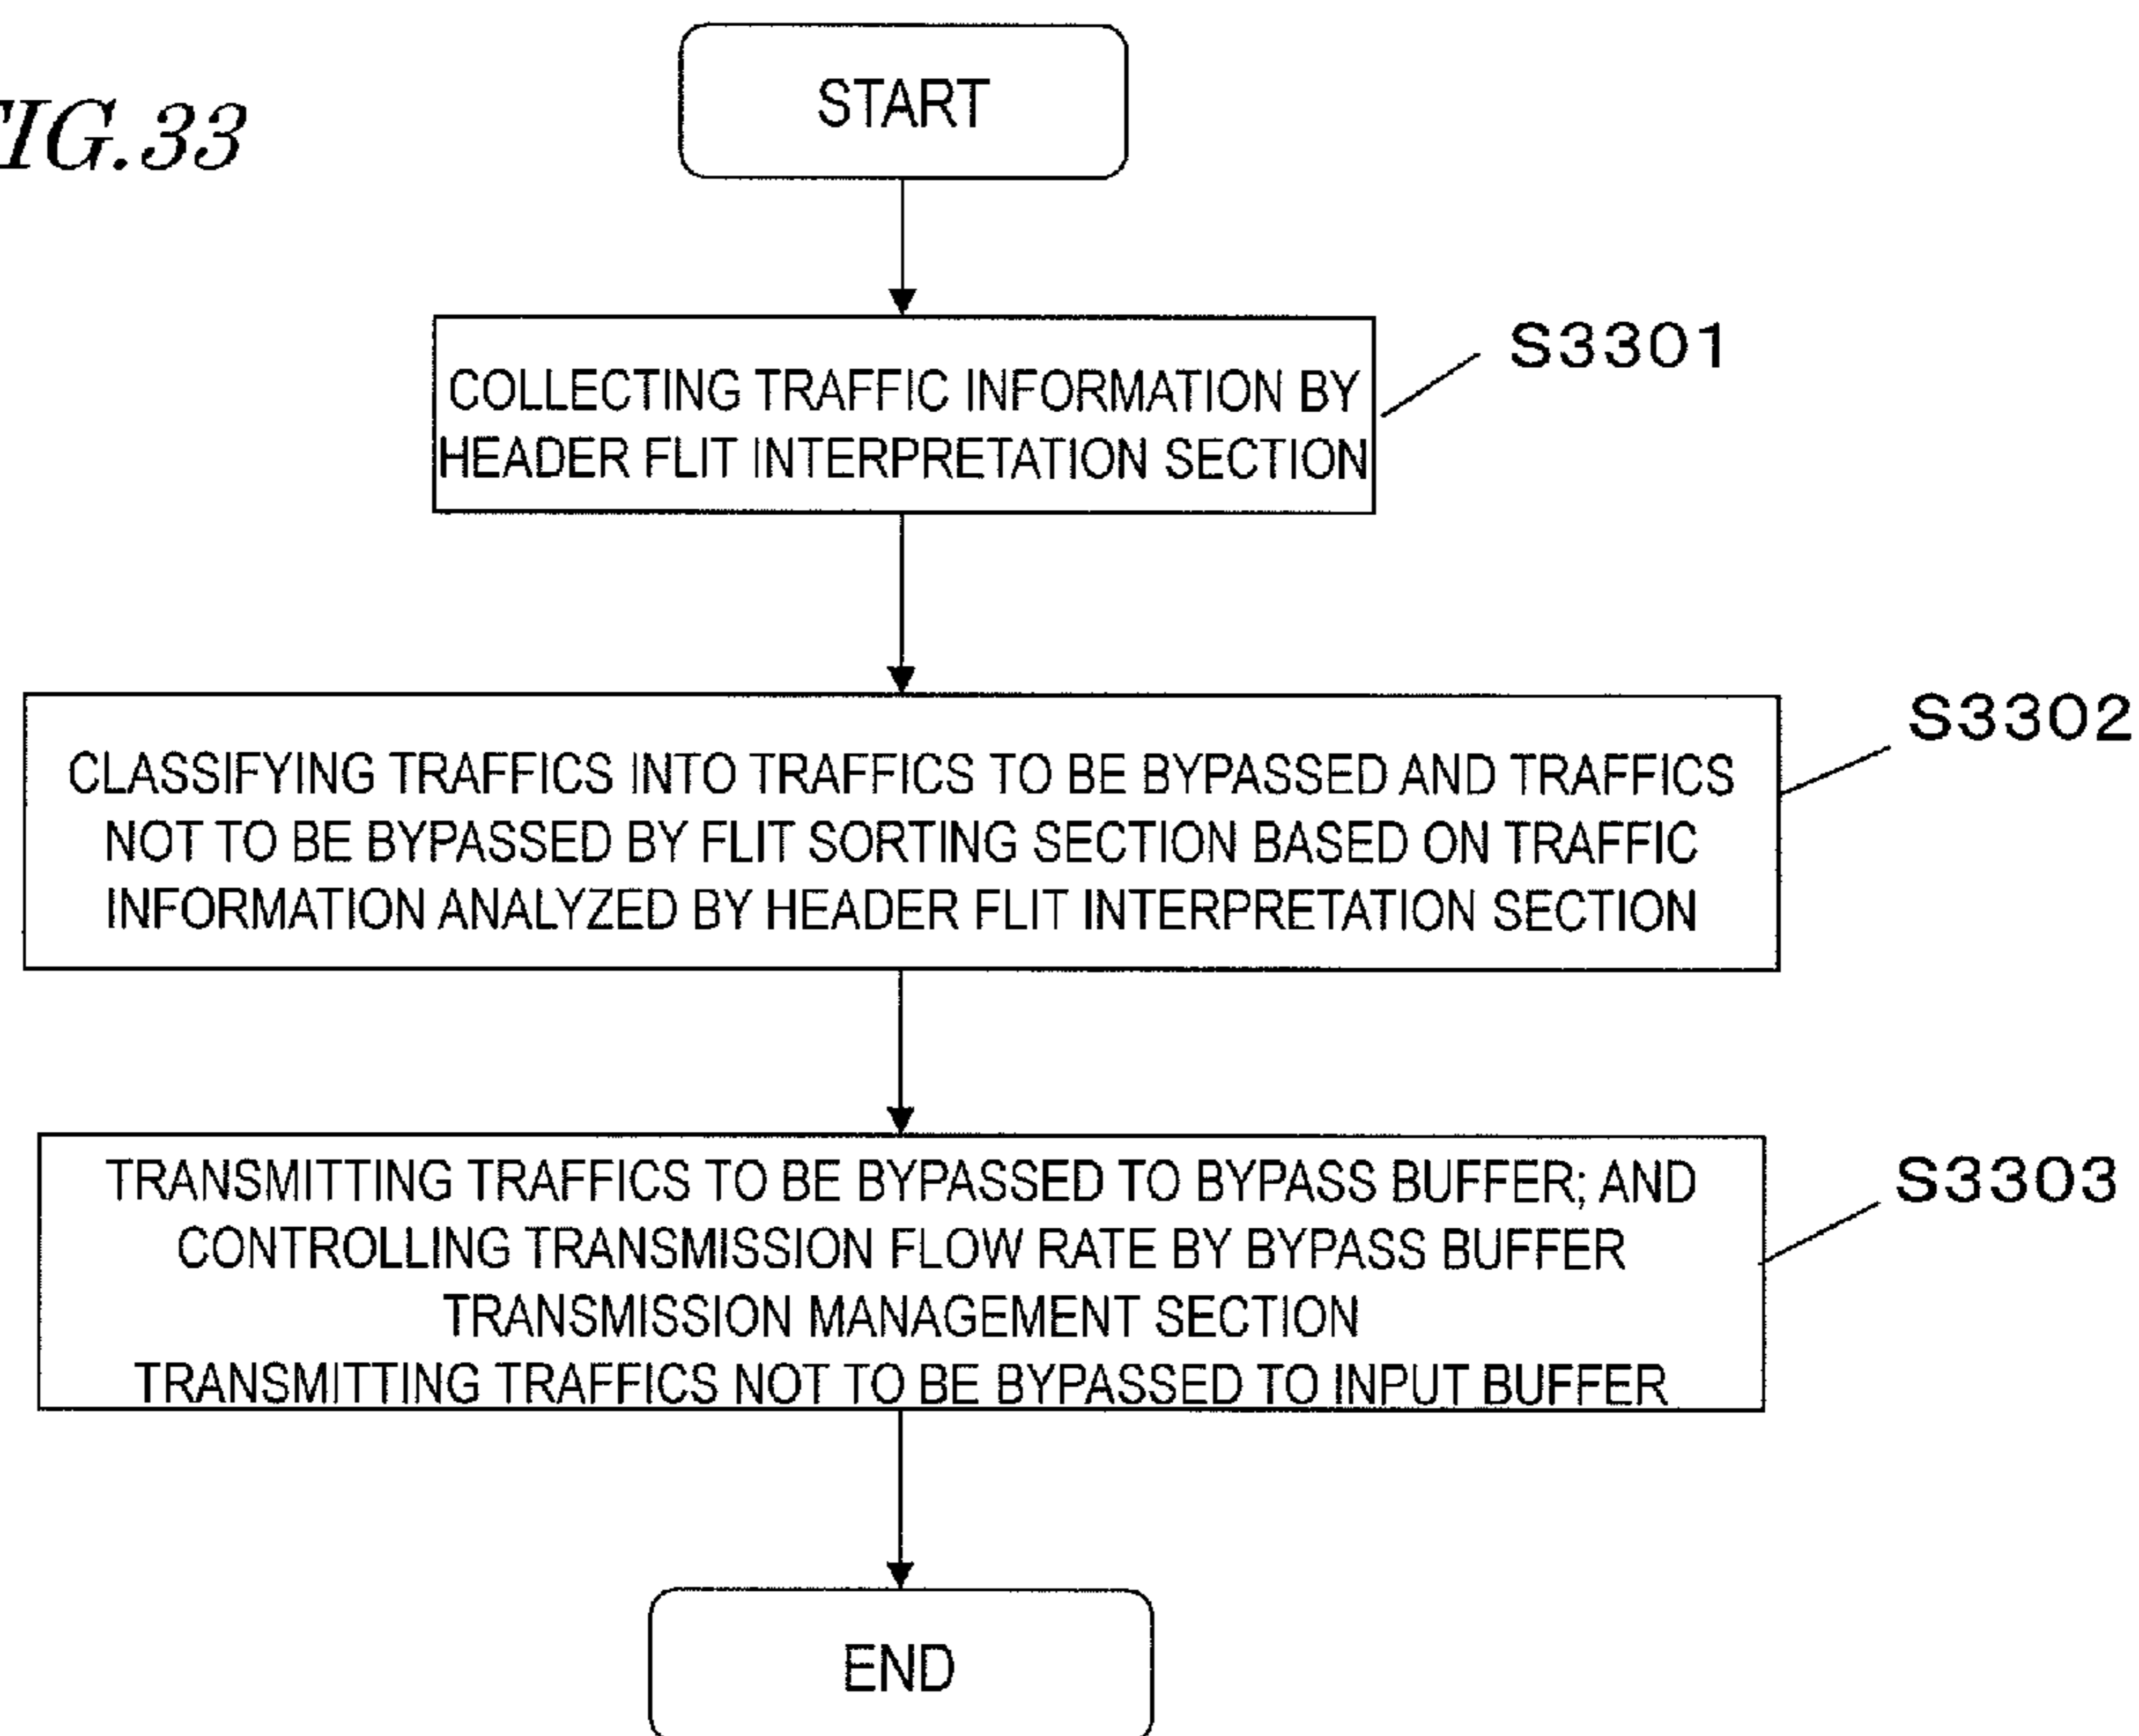 FIG.33
START
COLLECTING TRAFFIC INFORMATION BY
HEADER FLIT INTERPRETATION SECTION
S3301
CLASSIFYING TRAFFICS INTO TRAFFICS TO BE BYPASSED AND TRAFFICS
NOT TO BE BYPASSED BY FLIT SORTING SECTION BASED ON TRAFFIC
INFORMATION ANALYZED BY HEADER FLIT INTERPRETATION SECTION
S3302
TRANSMITTING TRAFFICS TO BE BYPASSED TO BYPASS BUFFER; AND
CONTROLLING TRANSMISSION FLOW RATE BY BYPASS BUFFER
TRANSMISSION MANAGEMENT SECTION
TRANSMITTING TRAFFICS NOT TO BE BYPASSED TO INPUT BUFFER
S3303
END